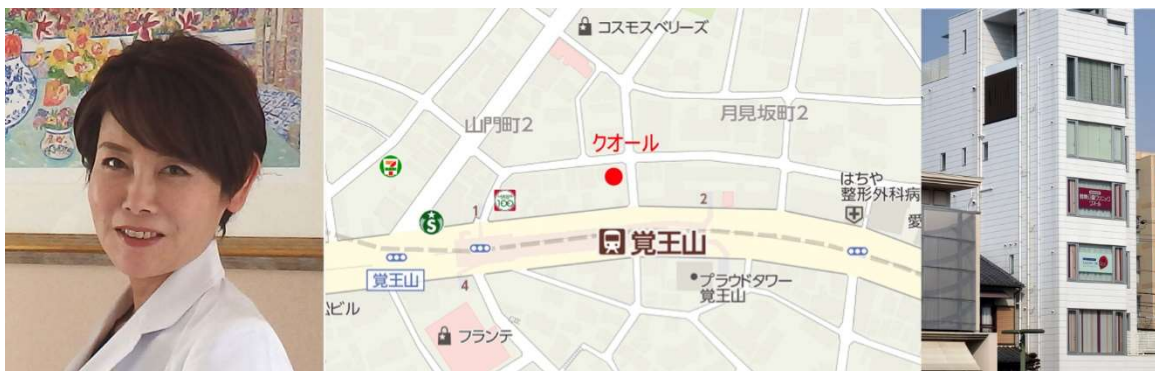 コスモスベリーズ
山門町2
月見坂町2
クオール
はちや
整形外科病
愛
7
100
1
2
S
覚王山
覚王山
プラウドタワー
覚王山
4
ビル
フランテ